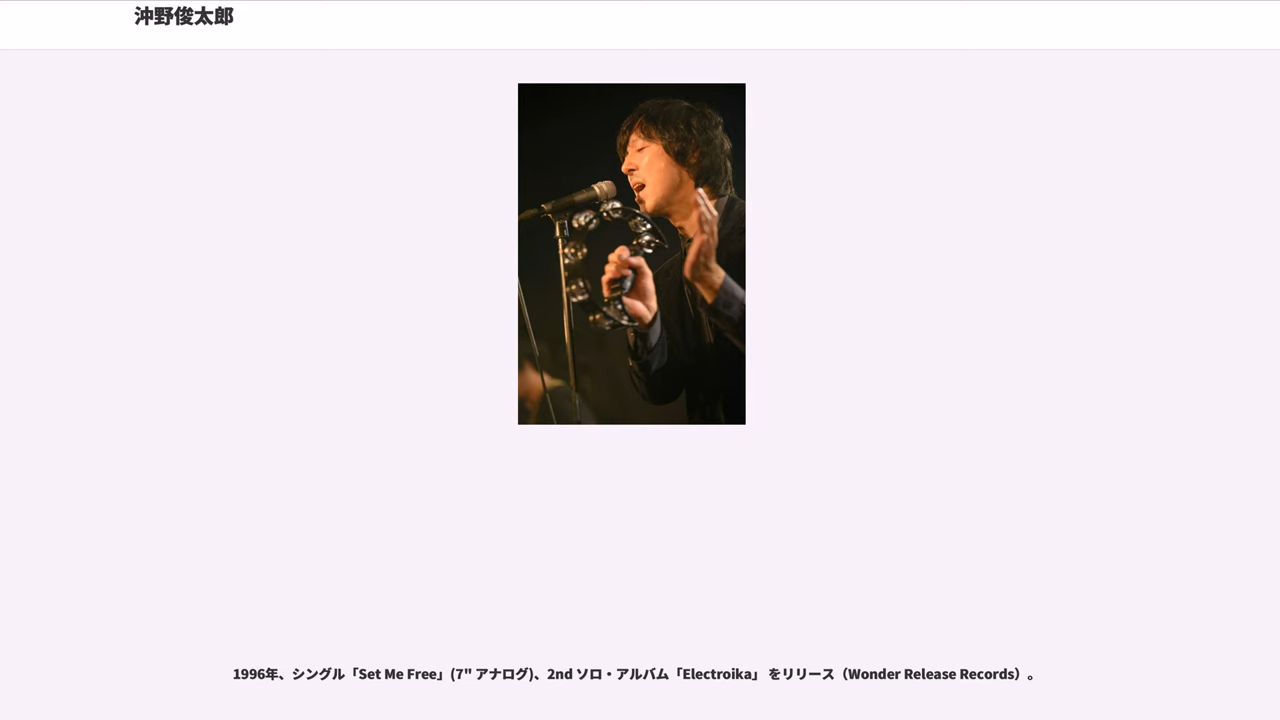 沖野俊太郎
1996年、シングル「Set Me Free」(7" アナログ)、2nd ソロ・アルバム「Electroika」 をリリース（Wonder Release Records）。